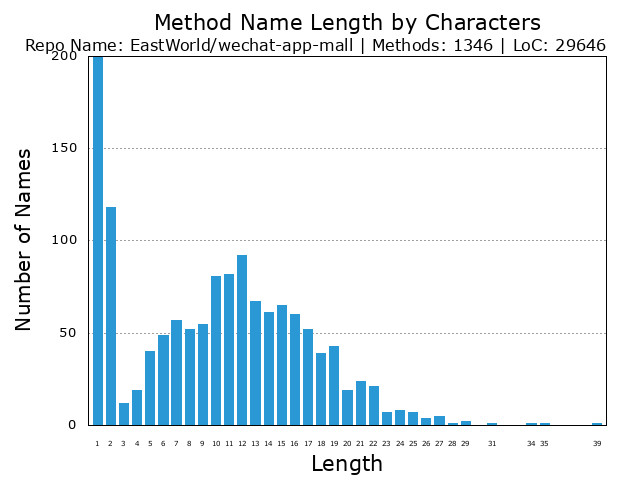 Method Name Length by Characters
Repo Name: EastWorld/wechat-app-mall | Methods: 1346 | LoC: 29646
200
150
100
50
0
Number of Names
1 2 3 4 5 6 7 8 9 10 11 12 13 14 15 16 17 18 19 20 21 22 23 24 25 26 27 28 29 31 34 35 39
Length